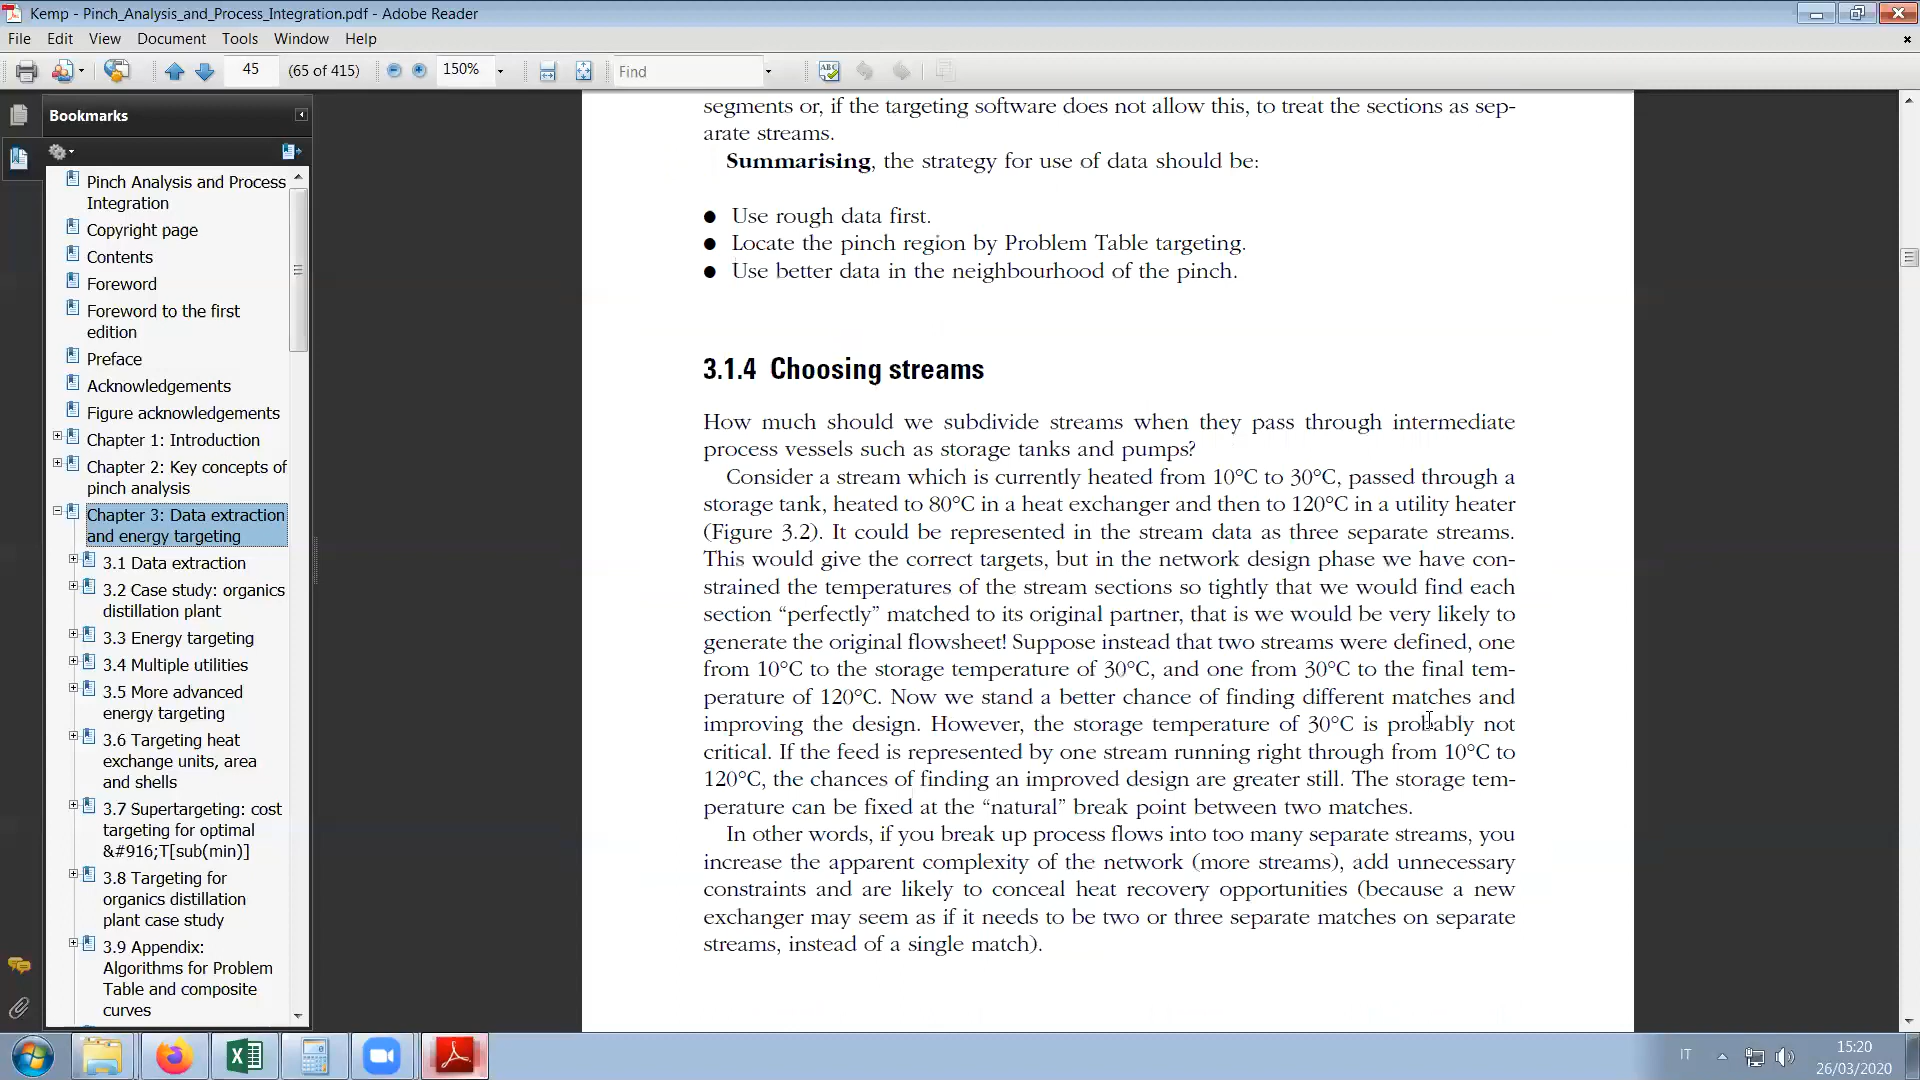 Kemp - Pinch_Analysis_and_Process_Integration.pdf - Adobe Reader
File Edit View Document Tools Window Help
45 (65 of 415) 150% Find
Bookmarks
Pinch Analysis and Process
Integration
Copyright page
Contents
Foreword
Foreword to the first
edition
Preface
Acknowledgements
Figure acknowledgements
Chapter 1: Introduction
Chapter 2: Key concepts of
pinch analysis
Chapter 3: Data extraction
and energy targeting
3.1 Data extraction
3.2 Case study: organics
distillation plant
3.3 Energy targeting
3.4 Multiple utilities
3.5 More advanced
energy targeting
3.6 Targeting heat
exchange units, area
and shells
3.7 Supertargeting: cost
targeting for optimal
&#916;T[sub(min)]
3.8 Targeting for
organics distillation
plant case study
3.9 Appendix:
Algorithms for Problem
Table and composite
curves
segments or, if the targeting software does not allow this, to treat the sections as sep-
arate streams.
Summarising, the strategy for use of data should be:
● Use rough data first.
● Locate the pinch region by Problem Table targeting.
● Use better data in the neighbourhood of the pinch.
3.1.4 Choosing streams
How much should we subdivide streams when they pass through intermediate
process vessels such as storage tanks and pumps?
Consider a stream which is currently heated from 10°C to 30°C, passed through a
storage tank, heated to 80°C in a heat exchanger and then to 120°C in a utility heater
(Figure 3.2). It could be represented in the stream data as three separate streams.
This would give the correct targets, but in the network design phase we have con-
strained the temperatures of the stream sections so tightly that we would find each
section “perfectly” matched to its original partner, that is we would be very likely to
generate the original flowsheet! Suppose instead that two streams were defined, one
from 10°C to the storage temperature of 30°C, and one from 30°C to the final tem-
perature of 120°C. Now we stand a better chance of finding different matches and
improving the design. However, the storage temperature of 30°C is probably not
critical. If the feed is represented by one stream running right through from 10°C to
120°C, the chances of finding an improved design are greater still. The storage tem-
perature can be fixed at the “natural” break point between two matches.
In other words, if you break up process flows into too many separate streams, you
increase the apparent complexity of the network (more streams), add unnecessary
constraints and are likely to conceal heat recovery opportunities (because a new
exchanger may seem as if it needs to be two or three separate matches on separate
streams, instead of a single match).
IT
15:20
26/03/2020